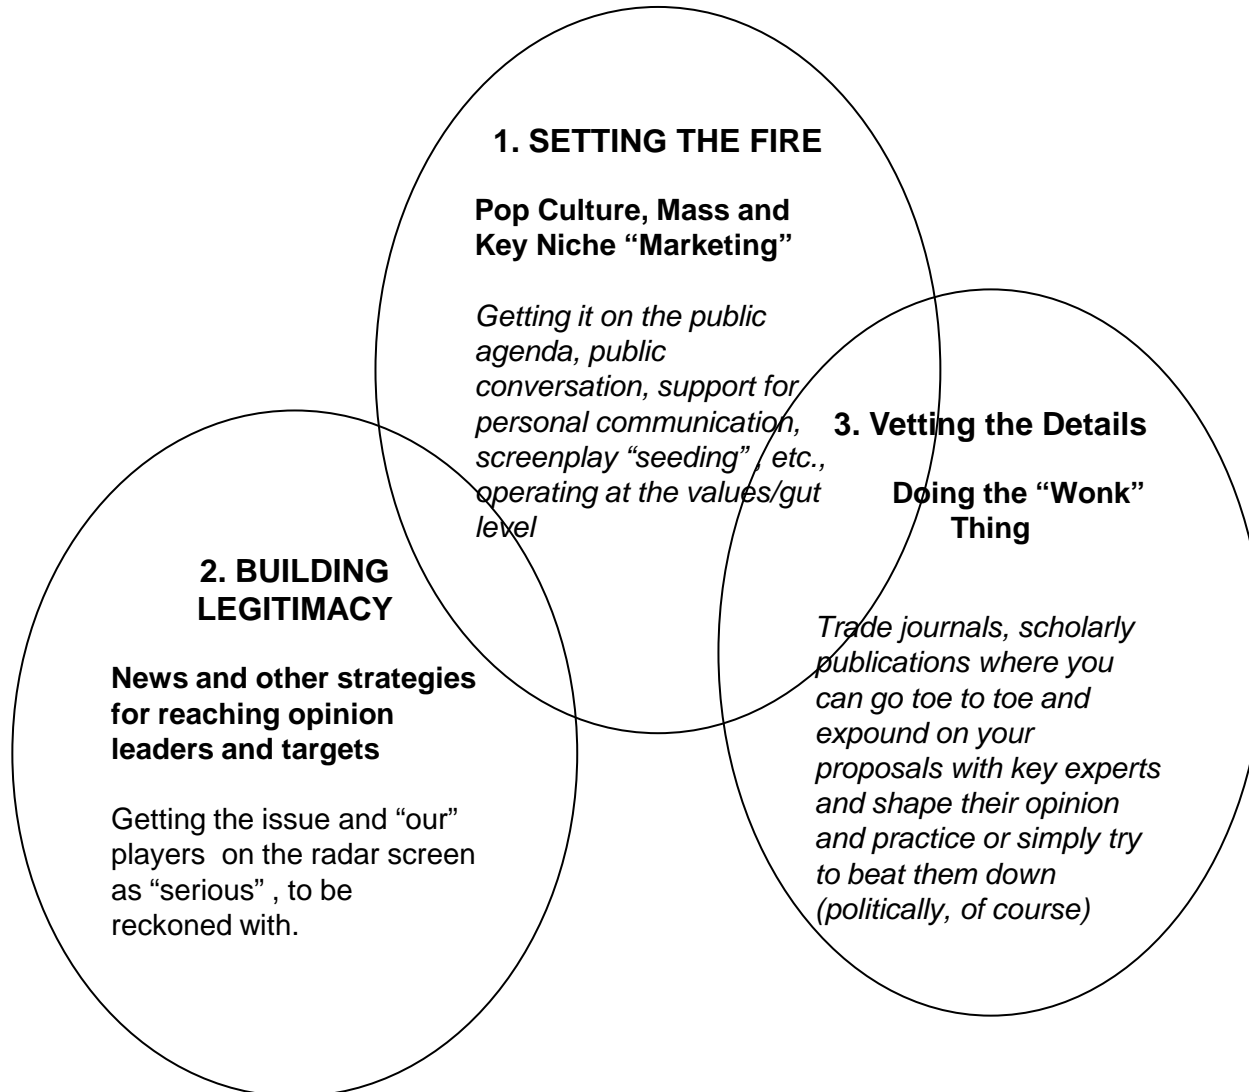 1. SETTING THE FIRE
Pop Culture, Mass and
Key Niche “Marketing”
Getting it on the public
agenda, public
conversation, support for
personal communication,
screenplay “seeding” , etc.,
operating at the values/gut
level
2. BUILDING
LEGITIMACY
News and other strategies
for reaching opinion
leaders and targets
Getting the issue and “our”
players  on the radar screen
as “serious” , to be
reckoned with.
3. Vetting the Details
Doing the “Wonk”
Thing
Trade journals, scholarly
publications where you
can go toe to toe and
expound on your
proposals with key experts
and shape their opinion
and practice or simply try
to beat them down
(politically, of course)